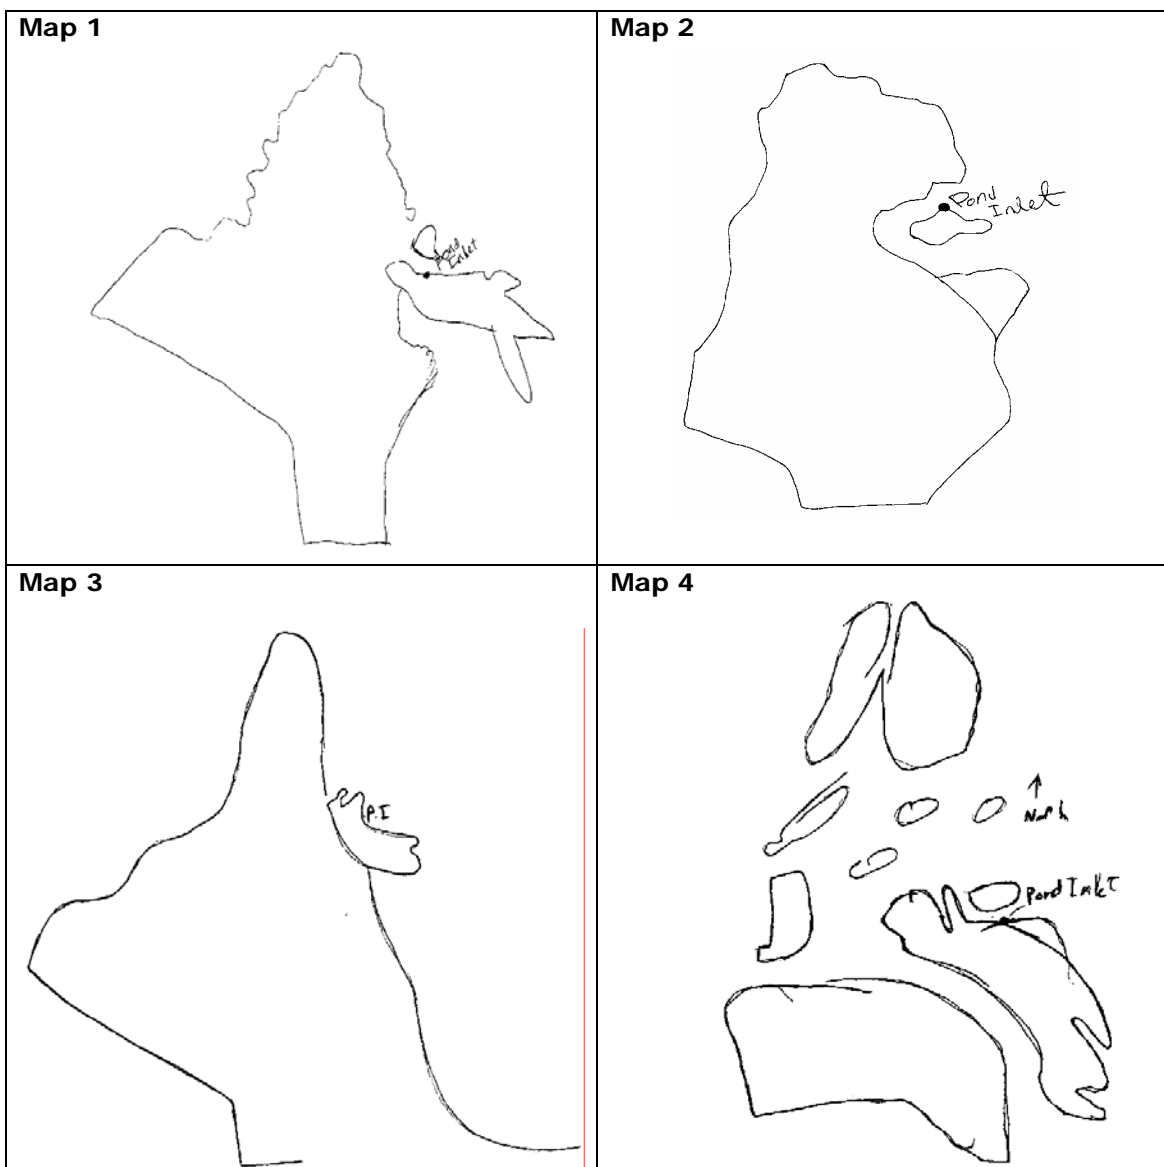 Map 1
Pond
Inlet
Map 2
Pond
Inlet
Map 3
P.I
Map 4
North
Pond Inlet